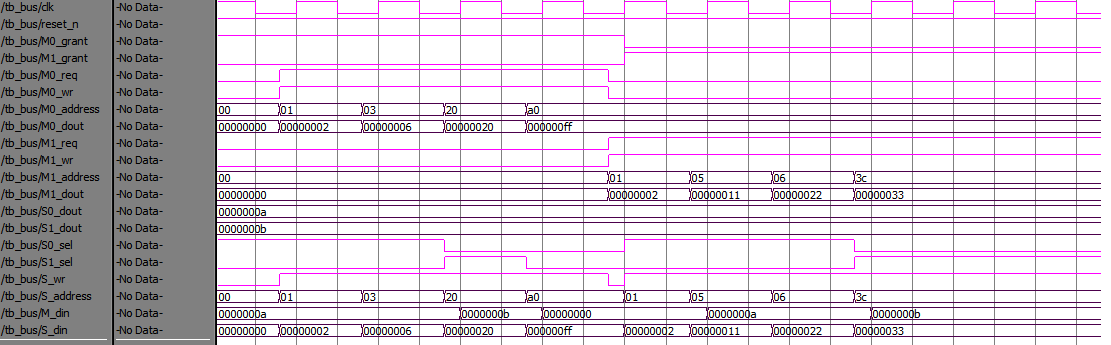 /tb_bus/clk -No Data-
/tb_bus/reset_n -No Data-
/tb_bus/M0_grant -No Data-
/tb_bus/M1_grant -No Data-
/tb_bus/M0_req -No Data-
/tb_bus/M0_wr -No Data-
/tb_bus/M0_address -No Data- 00 01 03 20 a0
/tb_bus/M0_dout -No Data- 00000000 00000002 00000006 00000020 000000ff
/tb_bus/M1_req -No Data-
/tb_bus/M1_wr -No Data-
/tb_bus/M1_address -No Data- 00 01 05 06 3c
/tb_bus/M1_dout -No Data- 00000000 00000002 00000011 00000022 00000033
/tb_bus/S0_dout -No Data- 0000000a
/tb_bus/S1_dout -No Data- 0000000b
/tb_bus/S0_sel -No Data-
/tb_bus/S1_sel -No Data-
/tb_bus/S_wr -No Data-
/tb_bus/S_address -No Data- 00 01 03 20 a0 01 05 06 3c
/tb_bus/M_din -No Data- 0000000a 0000000b 00000000 0000000a 0000000b
/tb_bus/S_din -No Data- 00000000 00000002 00000006 00000020 000000ff 00000002 00000011 00000022 00000033